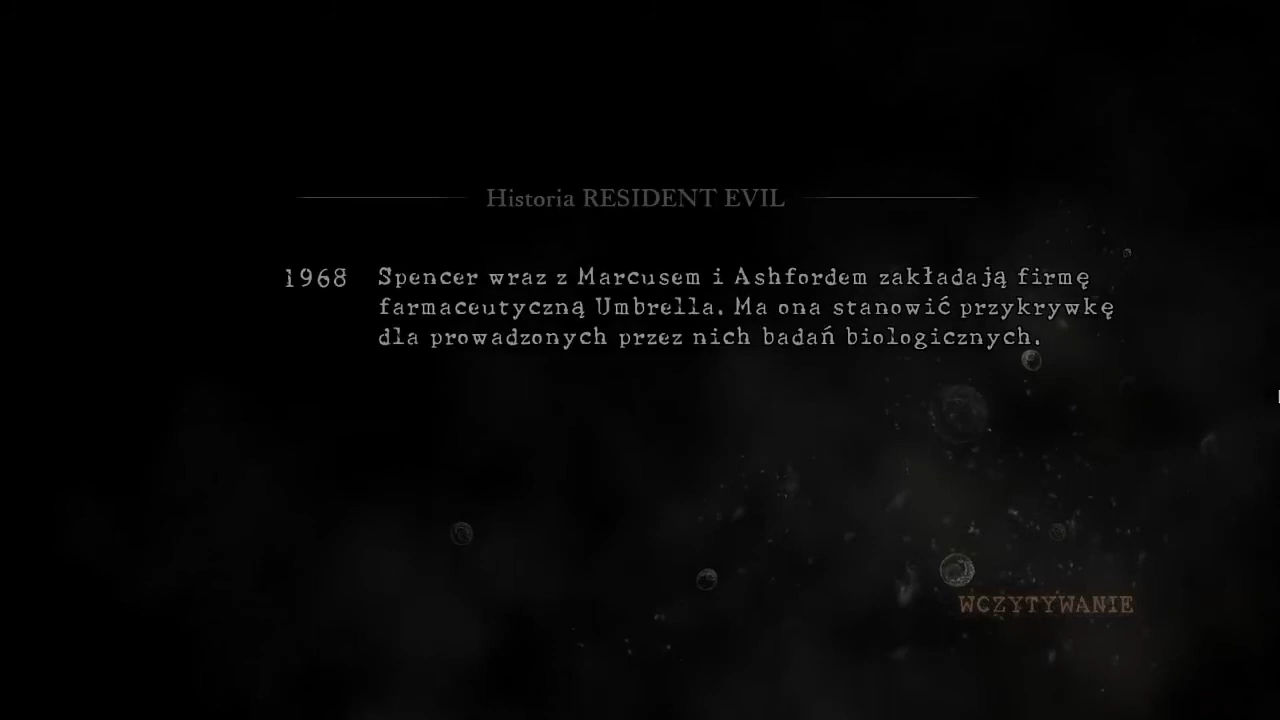 Historia RESIDENT EVIL
1968 Spencer wraz z Marcusem i Ashfordem zakładają firmę
farmaceutyczną Umbrella. Ma ona stanowić przykrywkę
dla prowadzonych przez nich badań biologicznych.
WCZYTYWANIE